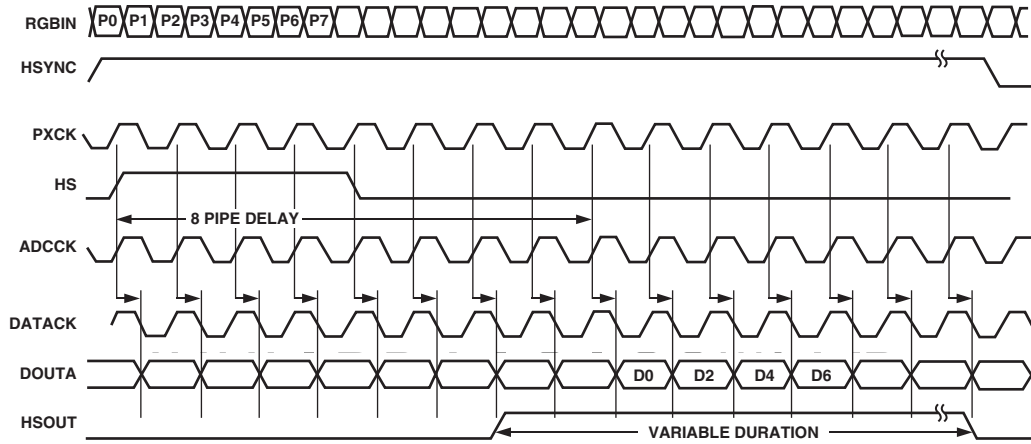 RGBIN P0 P1 P2 P3 P4 P5 P6 P7
HSYNC
PXCK
HS
8 PIPE DELAY
ADCCK
DATACK
DOUTA D0 D2 D4 D6
HSOUT VARIABLE DURATION